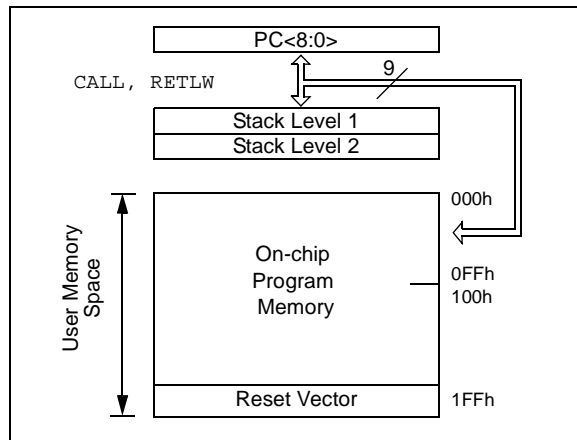 PC<8:0>
9
CALL, RETLW
Stack Level 1
Stack Level 2
000h
User Memory
Space
On-chip
Program
Memory
0FFh
100h
Reset Vector
1FFh